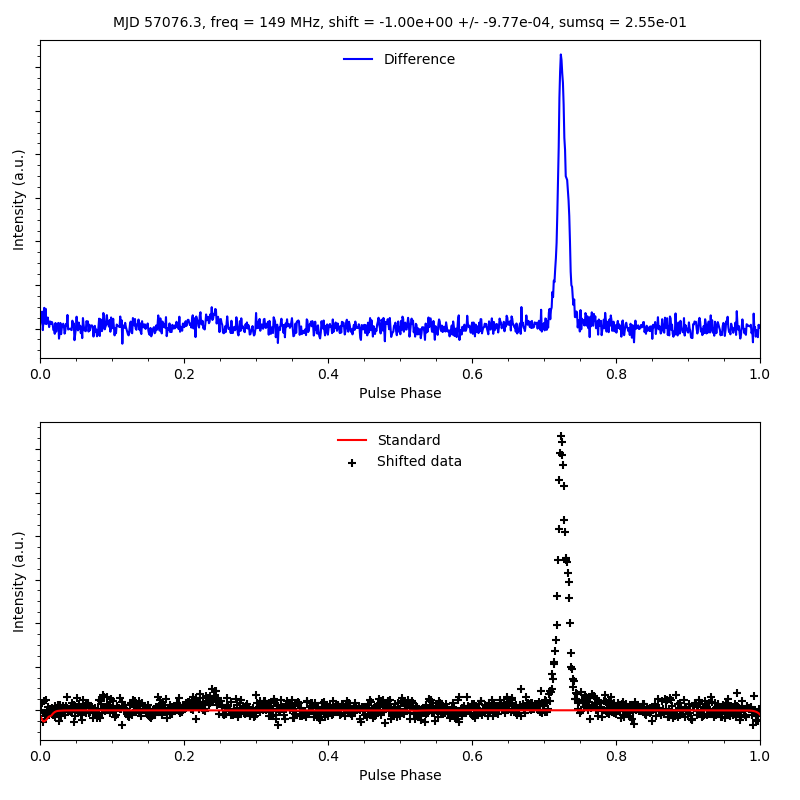 MJD 57076.3, freq = 149 MHz, shift = -1.00e+00 +/- -9.77e-04, sumsq = 2.55e-01
Difference
Intensity (a.u.)
0.0 0.2 0.4 0.6 0.8 1.0
Pulse Phase
Standard
Shifted data
Intensity (a.u.)
0.0 0.2 0.4 0.6 0.8 1.0
Pulse Phase